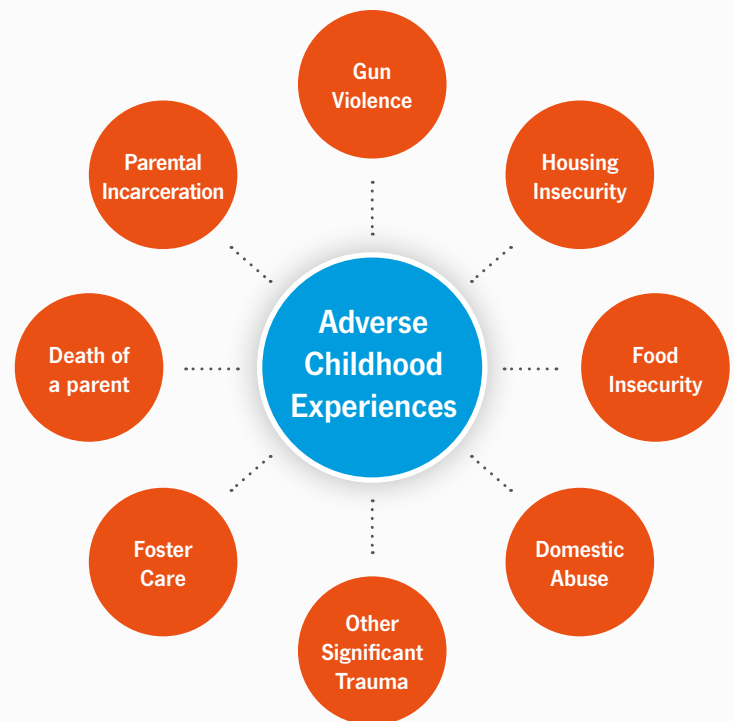 Gun
Violence
Parental
Incarceration
Housing
Insecurity
Adverse
Childhood
Experiences
Death of
a parent
Food
Insecurity
Foster
Care
Domestic
Abuse
Other
Significant
Trauma